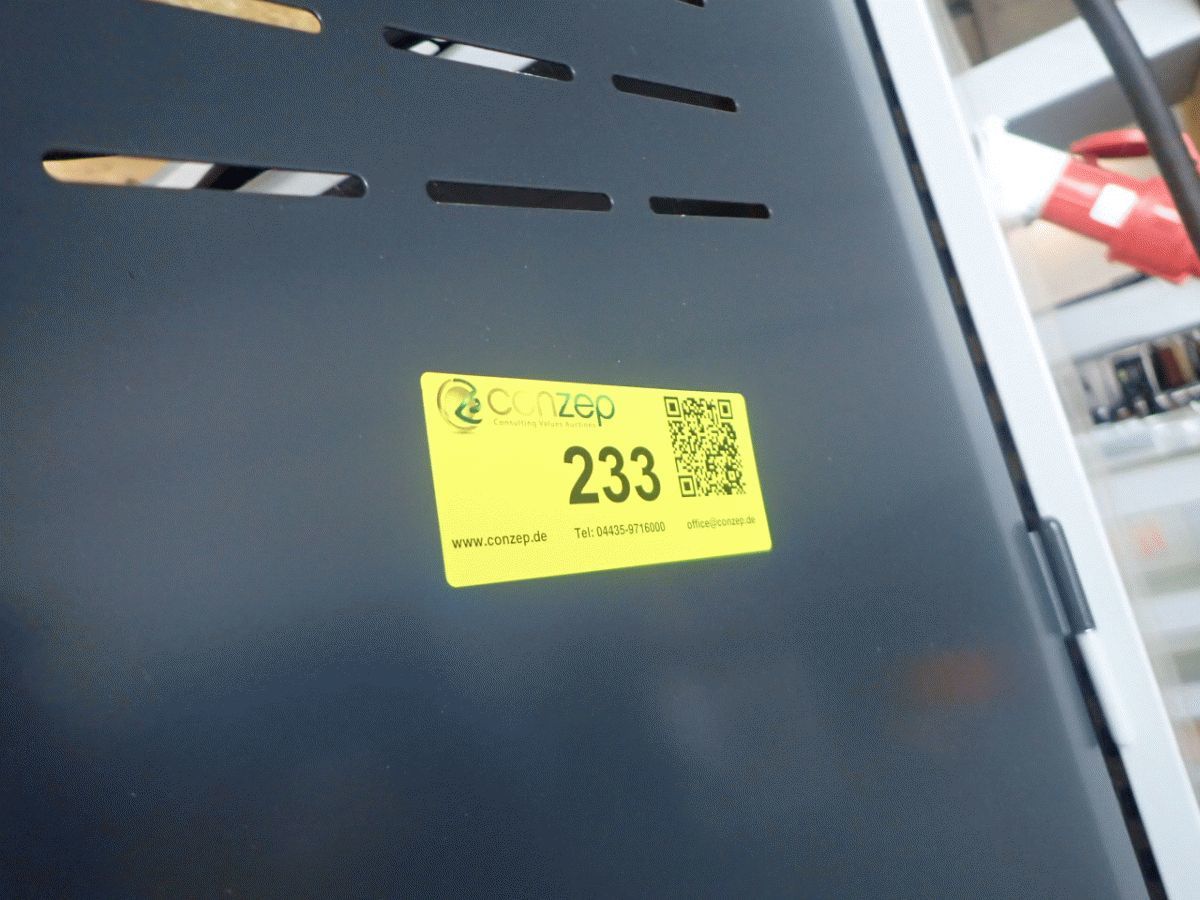 conzep
Consulting Values Auctions
233
www.conzep.de Tel: 04435-9716000 office@conzep.de